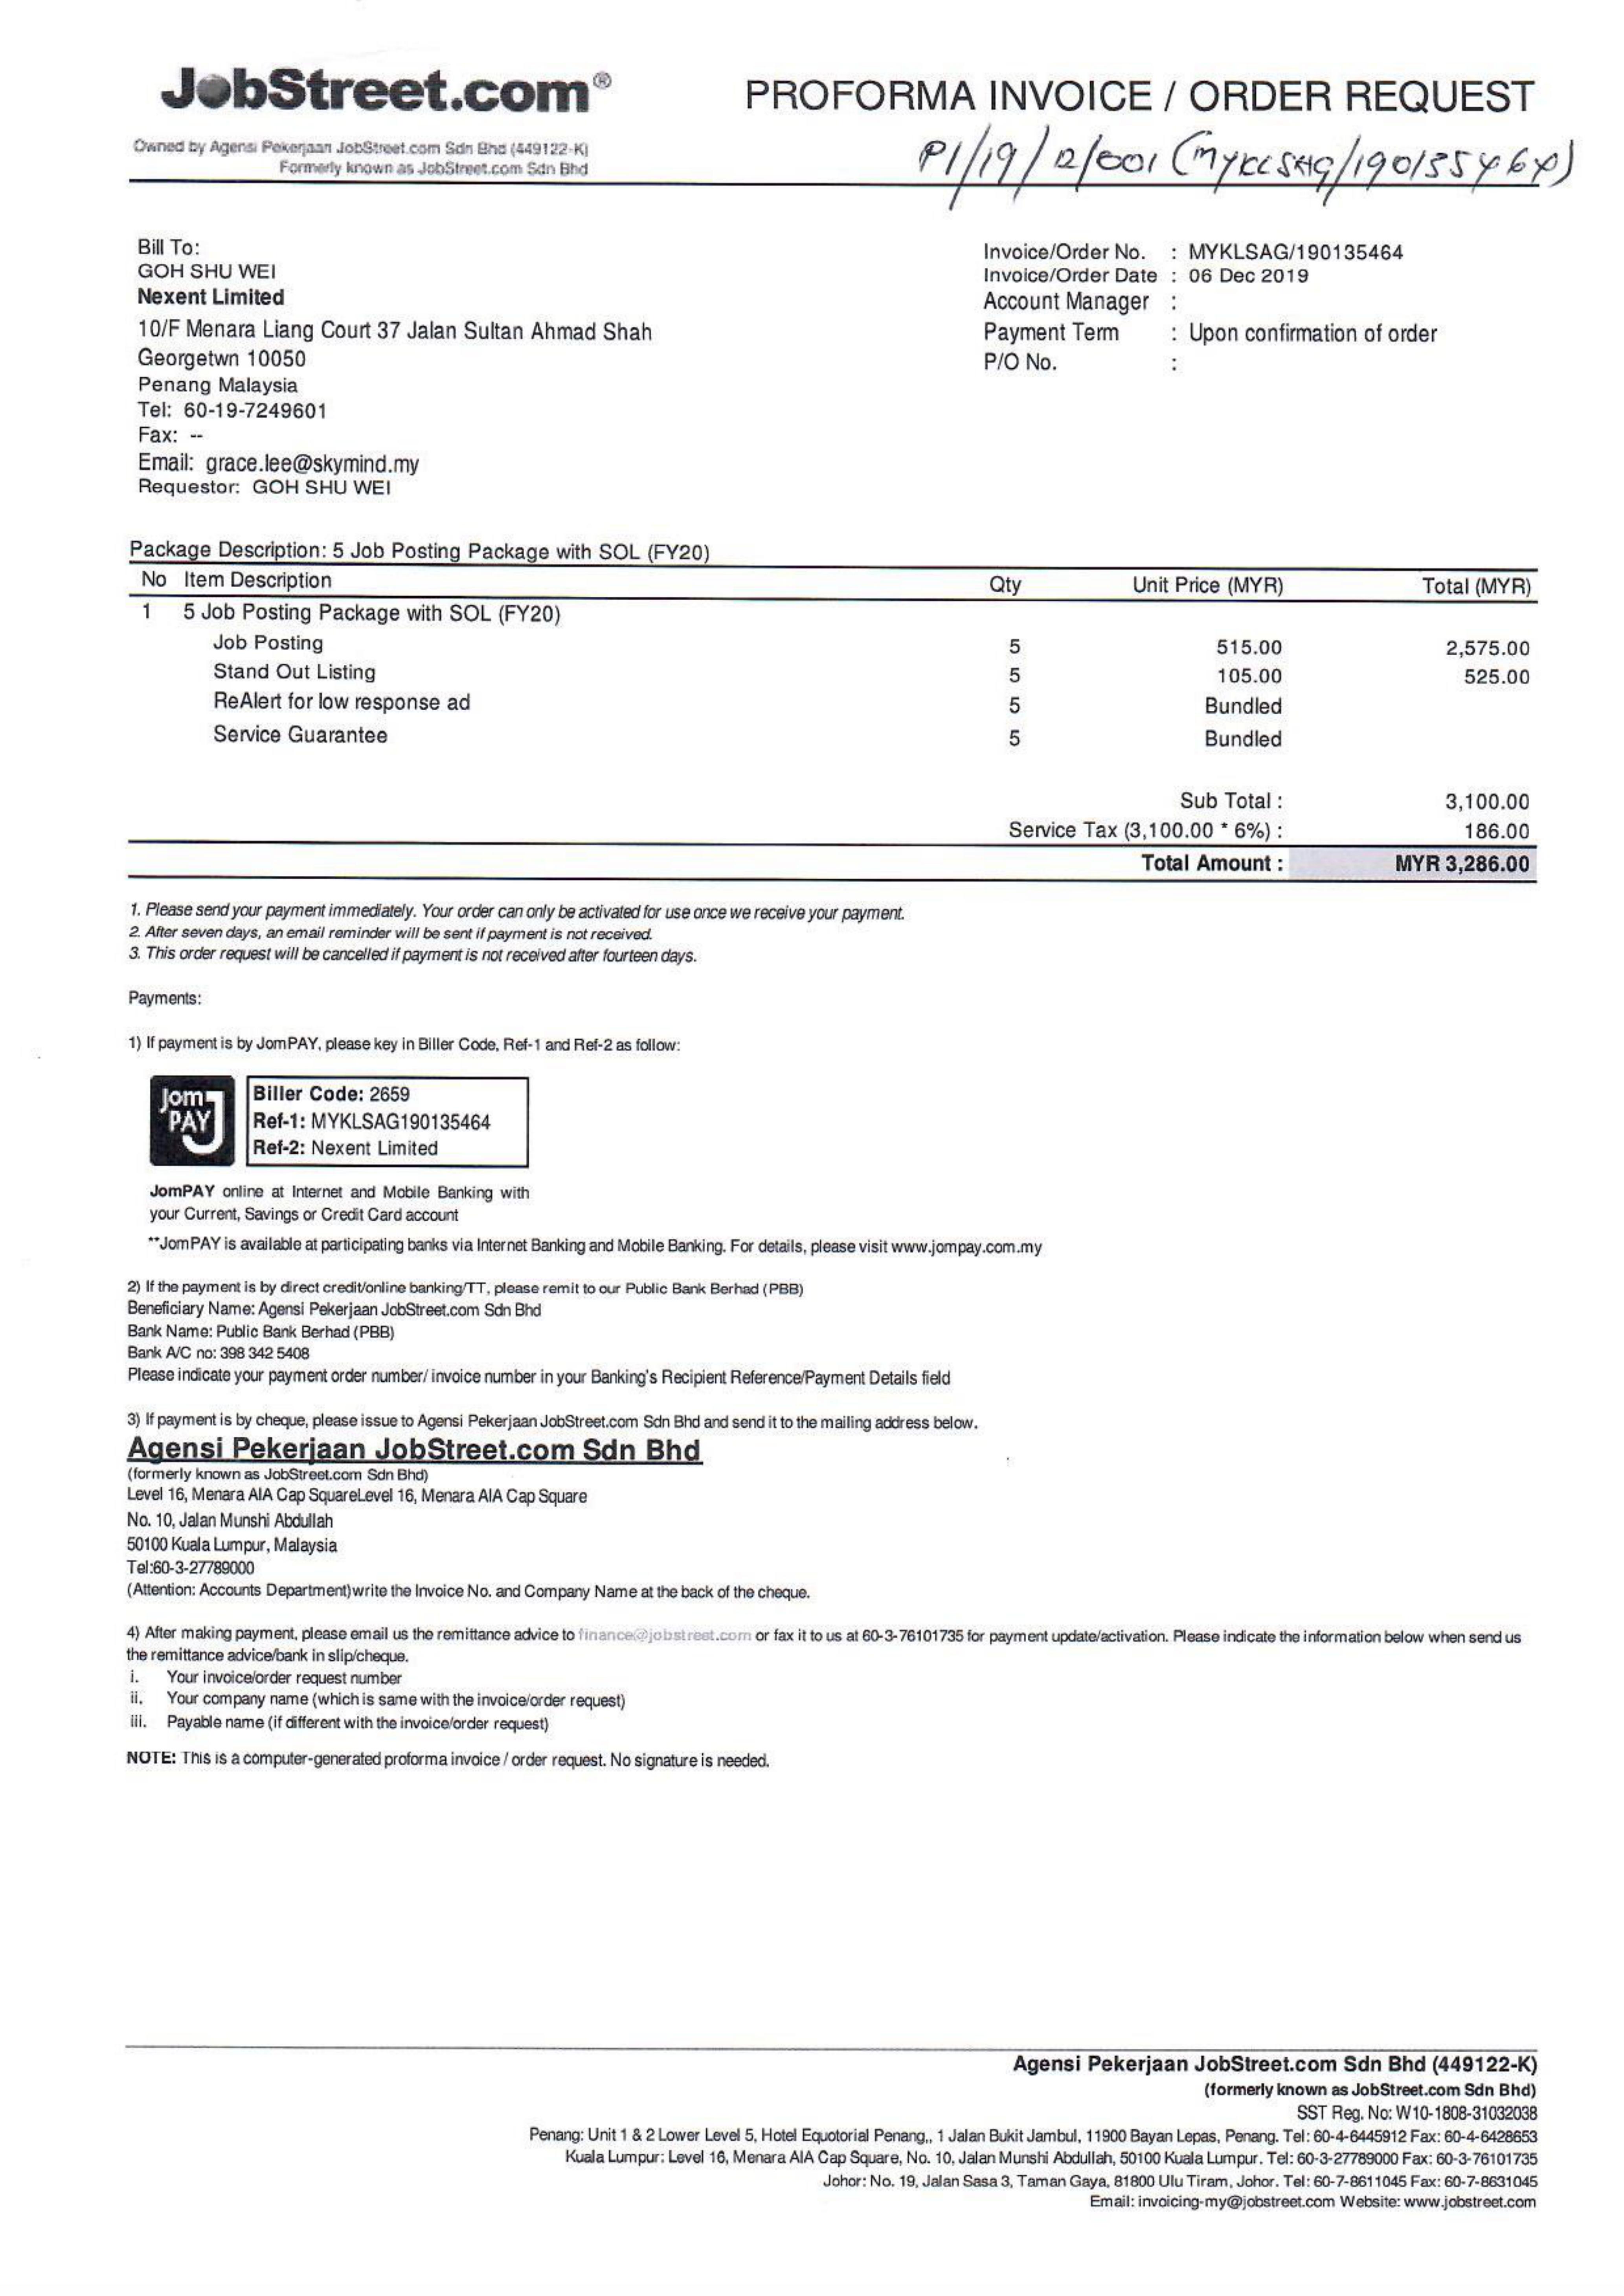 JobStreet.com®
PROFORMA INVOICE / ORDER REQUEST
Owned by Agensi Pekerjaan JobStreet.com Sdn Bhd (449122-K)
Formerly known as JobStreet.com Sdn Bhd
PI/19/12/001
Bill To:
GOH SHU WEI
Nexent Limited
10/F Menara Liang Court 37 Jalan Sultan Ahmad Shah
Georgetwn 10050
Penang Malaysia
Tel: 60-19-7249601
Fax: --
Email: grace.lee@skymind.my
Requestor: GOH SHU WEI
Invoice/Order No. : MYKLSAG/190135464
Invoice/Order Date : 06 Dec 2019
Account Manager :
Payment Term : Upon confirmation of order
P/O No. :
Package Description: 5 Job Posting Package with SOL (FY20)
No Item Description Qty Unit Price (MYR) Total (MYR)
1 5 Job Posting Package with SOL (FY20)
Job Posting 5 515.00 2,575.00
Stand Out Listing 5 105.00 525.00
ReAlert for low response ad 5 Bundled
Service Guarantee 5 Bundled
Sub Total : 3,100.00
Service Tax (3,100.00 * 6%) : 186.00
Total Amount : MYR 3,286.00
1. Please send your payment immediately. Your order can only be activated for use once we receive your payment.
2. After seven days, an email reminder will be sent if payment is not received.
3. This order request will be cancelled if payment is not received after fourteen days.
Payments:
1) If payment is by JomPAY, please key in Biller Code, Ref-1 and Ref-2 as follow:
Jom
PAY
Biller Code: 2659
Ref-1: MYKLSAG190135464
Ref-2: Nexent Limited
JomPAY online at Internet and Mobile Banking with
your Current, Savings or Credit Card account
**JomPAY is available at participating banks via Internet Banking and Mobile Banking. For details, please visit www.jompay.com.my
2) If the payment is by direct credit/online banking/TT, please remit to our Public Bank Berhad (PBB)
Beneficiary Name: Agensi Pekerjaan JobStreet.com Sdn Bhd
Bank Name: Public Bank Berhad (PBB)
Bank A/C no: 398 342 5408
Please indicate your payment order number/ invoice number in your Banking's Recipient Reference/Payment Details field
3) If payment is by cheque, please issue to Agensi Pekerjaan JobStreet.com Sdn Bhd and send it to the mailing address below.
Agensi Pekerjaan JobStreet.com Sdn Bhd
(formerly known as JobStreet.com Sdn Bhd)
Level 16, Menara AIA Cap SquareLevel 16, Menara AIA Cap Square
No. 10, Jalan Munshi Abdullah
50100 Kuala Lumpur, Malaysia
Tel:60-3-27789000
(Attention: Accounts Department)write the Invoice No. and Company Name at the back of the cheque.
4) After making payment, please email us the remittance advice to finance@jobstreet.com or fax it to us at 60-3-76101735 for payment update/activation. Please indicate the information below when send us
the remittance advice/bank in slip/cheque.
i. Your invoice/order request number
ii. Your company name (which is same with the invoice/order request)
iii. Payable name (if different with the invoice/order request)
NOTE: This is a computer-generated proforma invoice / order request. No signature is needed.
Agensi Pekerjaan JobStreet.com Sdn Bhd (449122-K)
(formerly known as JobStreet.com Sdn Bhd)
SST Reg. No: W10-1808-31032038
Penang: Unit 1 & 2 Lower Level 5, Hotel Equotorial Penang,, 1 Jalan Bukit Jambul, 11900 Bayan Lepas, Penang. Tel: 60-4-6445912 Fax: 60-4-6428653
Kuala Lumpur: Level 16, Menara AIA Cap Square, No. 10, Jalan Munshi Abdullah, 50100 Kuala Lumpur. Tel: 60-3-27789000 Fax: 60-3-76101735
Johor: No. 19, Jalan Sasa 3, Taman Gaya, 81800 Ulu Tiram, Johor. Tel: 60-7-8611045 Fax: 60-7-8631045
Email: invoicing-my@jobstreet.com Website: www.jobstreet.com